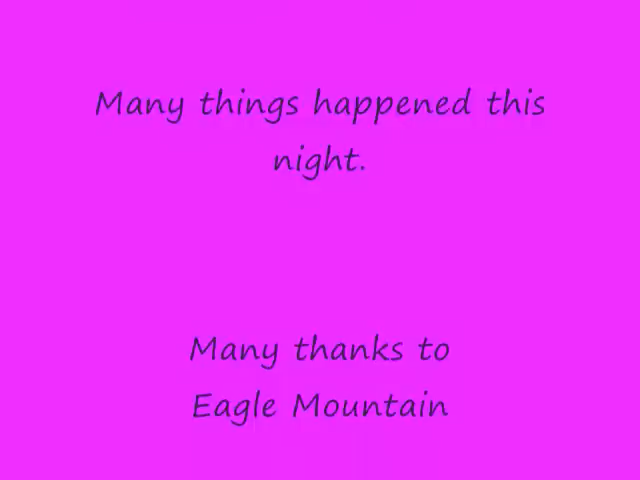 Many things happened this
night.
Many thanks to
Eagle Mountain